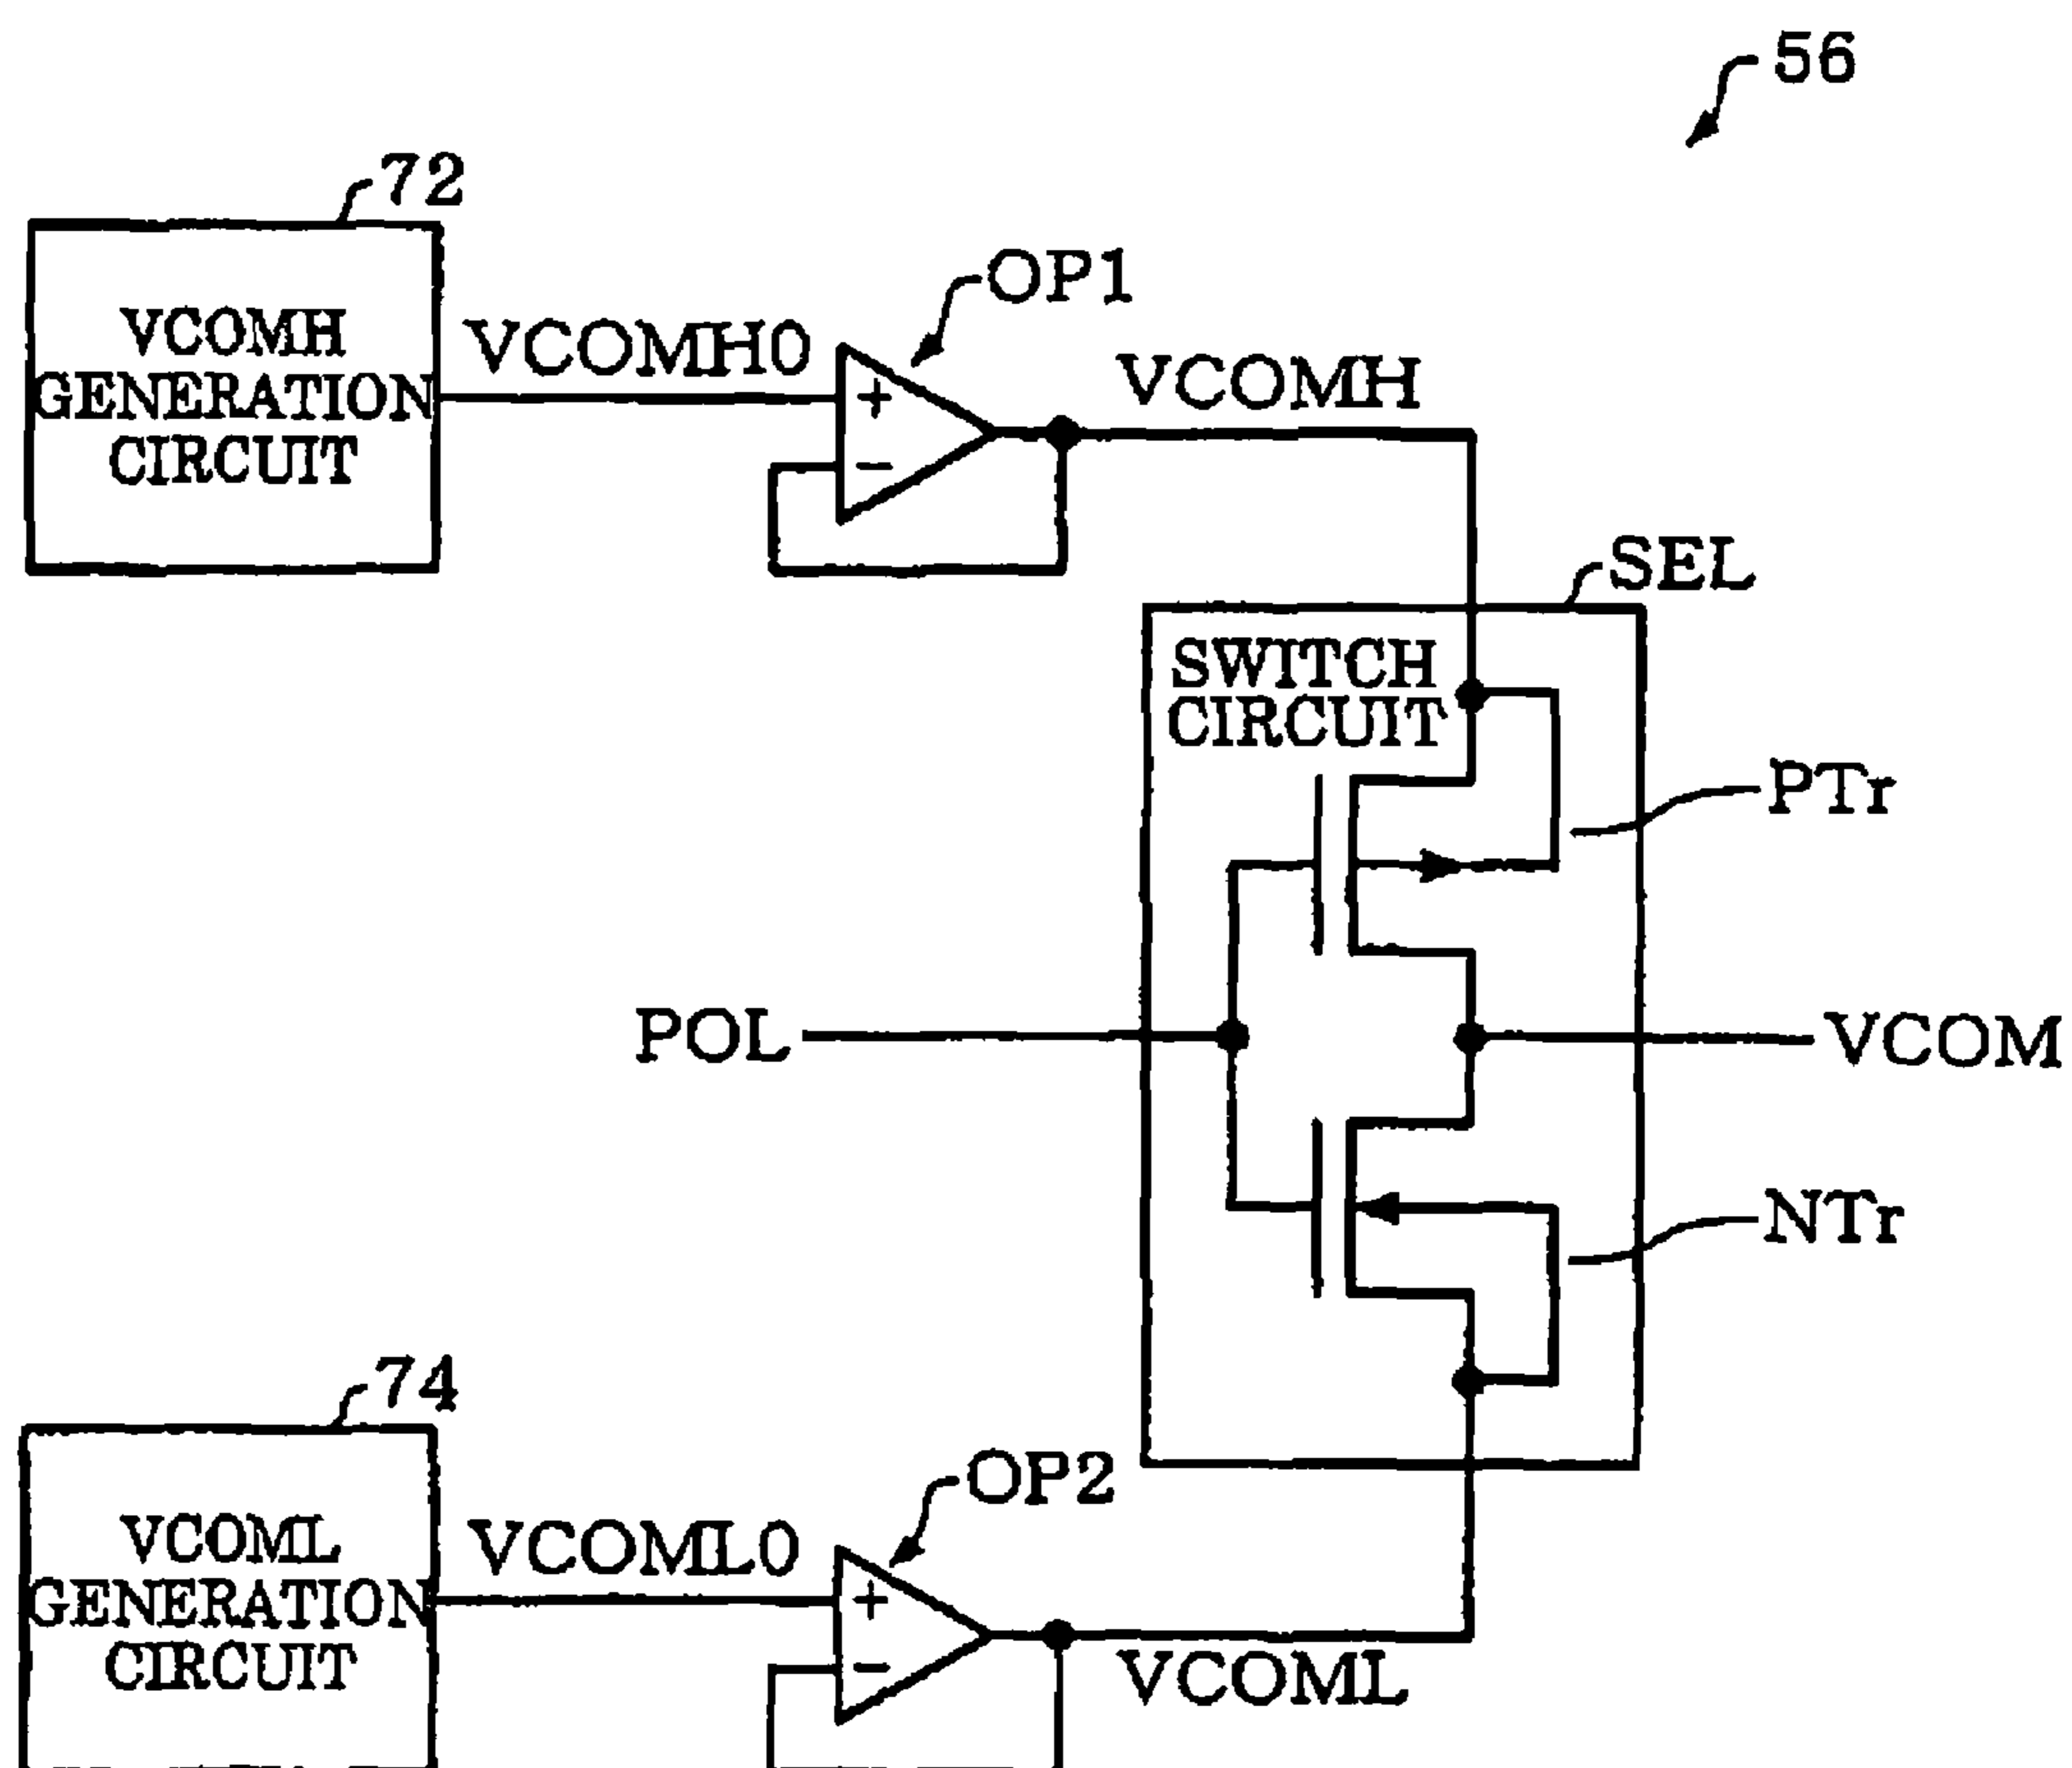 56
72
VCOMH
GENERATION
CIRCUIT
VCOMH0
OP1
VCOMH
+
−
SEL
SWITCH
CIRCUIT
PTr
POL
VCOM
NTr
74
VCOML
GENERATION
CIRCUIT
VCOML0
OP2
+
−
VCOML